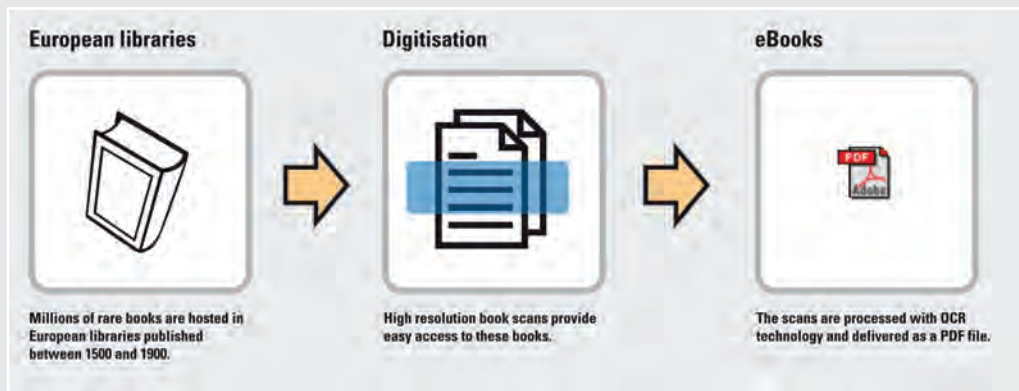 European libraries
Digitisation
eBooks
PDF
Adobe
Millions of rare books are hosted in
European libraries published
between 1500 and 1900.
High resolution book scans provide
easy access to these books.
The scans are processed with OCR
technology and delivered as a PDF file.